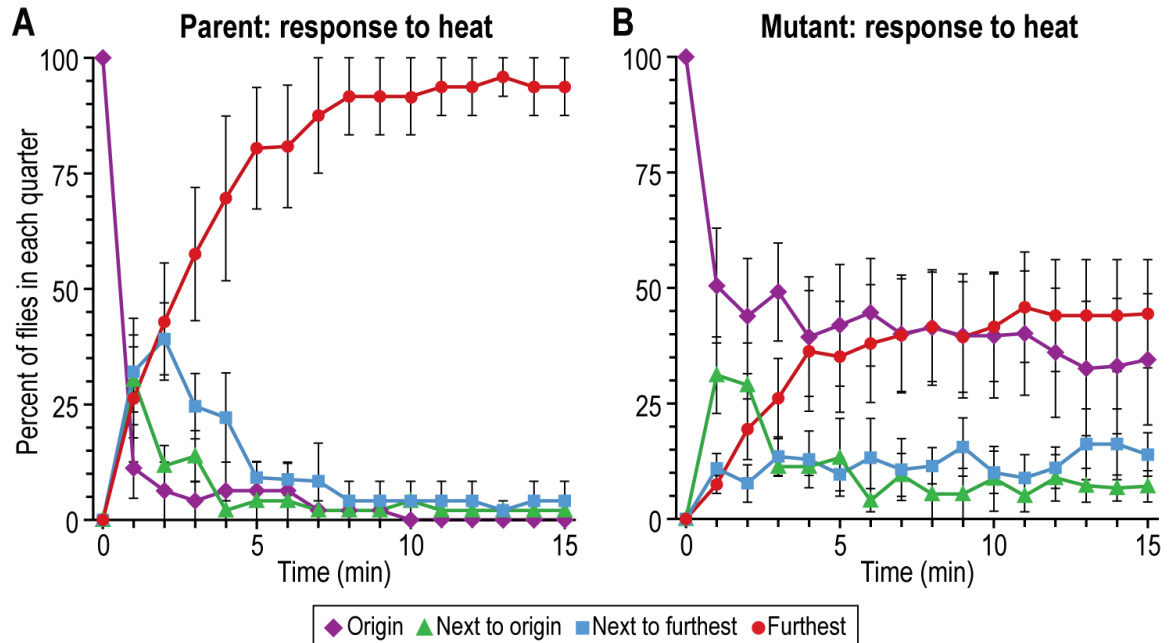 A
Parent: response to heat
B
Mutant: response to heat
Percent of flies in each quarter
100
75
50
25
0
0
5
10
15
Time (min)
100
75
50
25
0
0
5
10
15
Time (min)
Origin
Next to origin
Next to furthest
Furthest